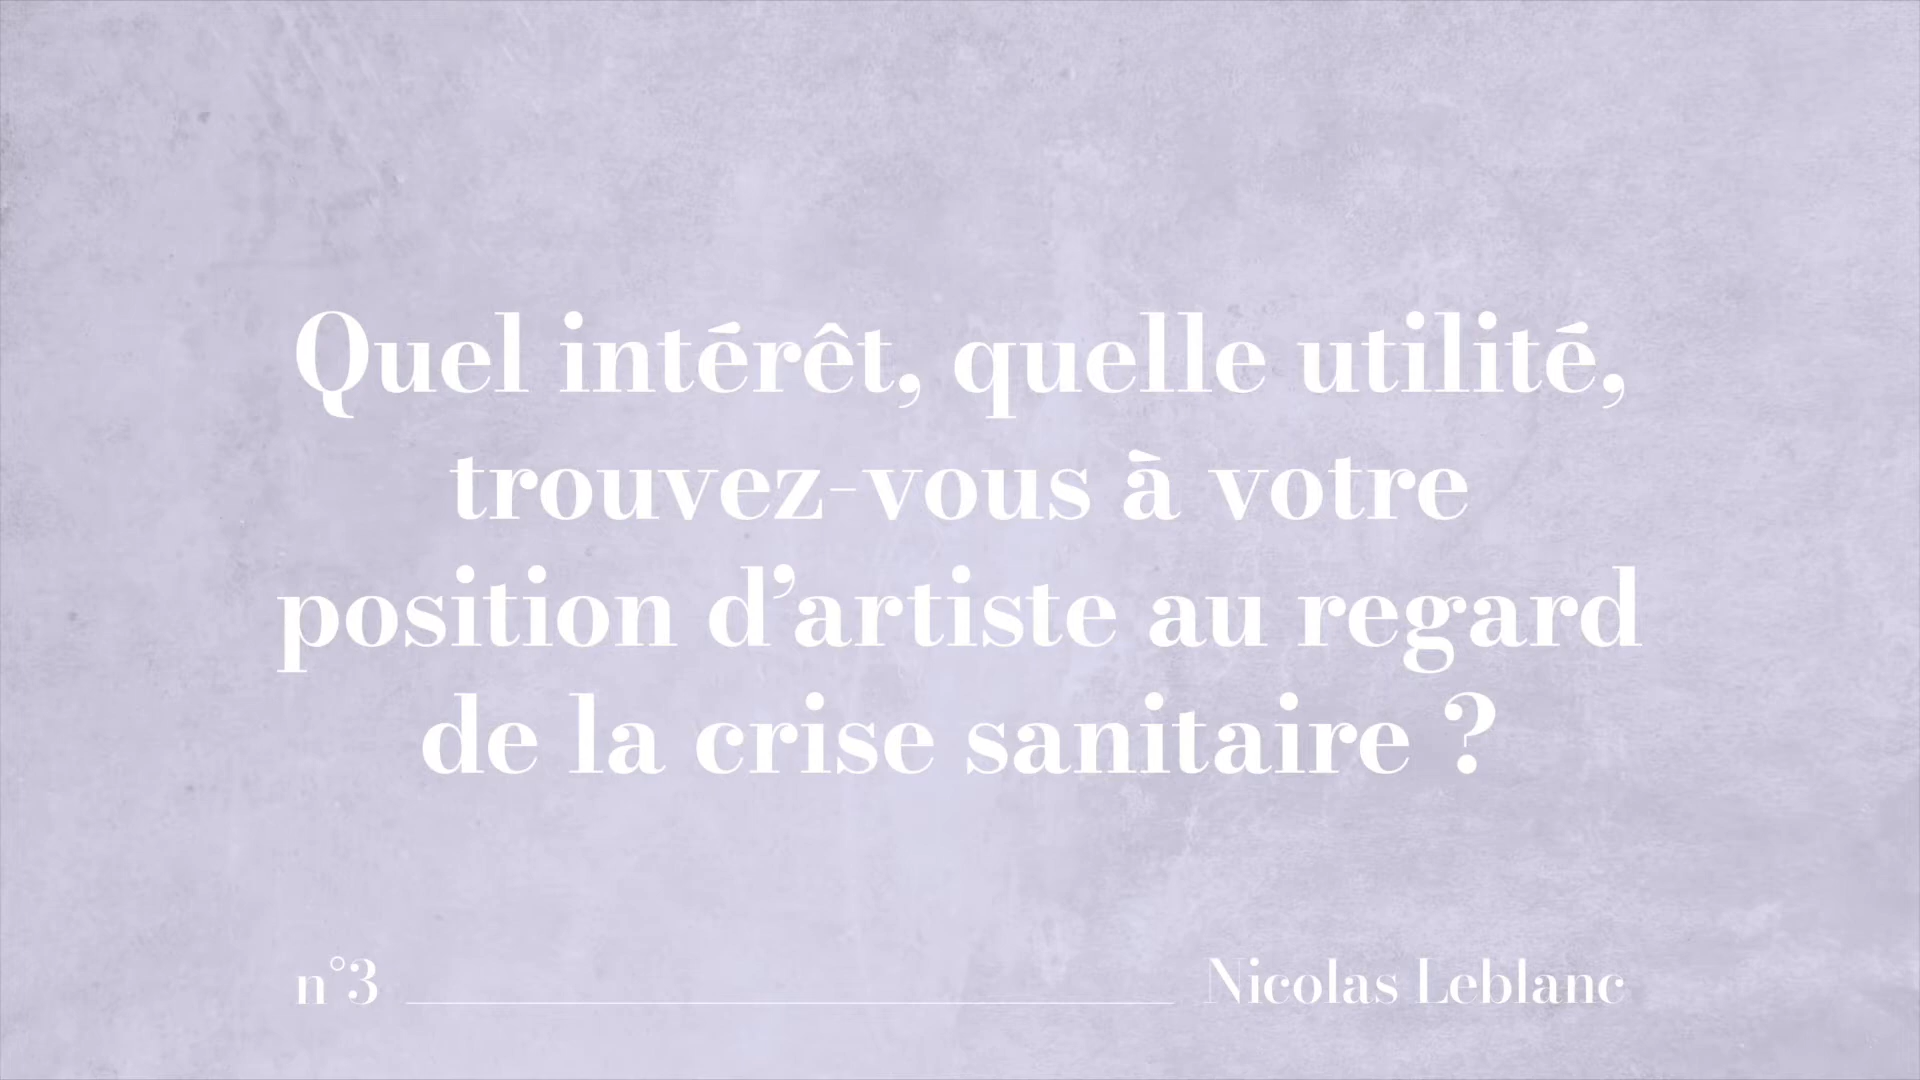 Quel intérêt, quelle utilité,
trouvez-vous à votre
position d’artiste au regard
de la crise sanitaire ?
n°3 Nicolas Leblanc